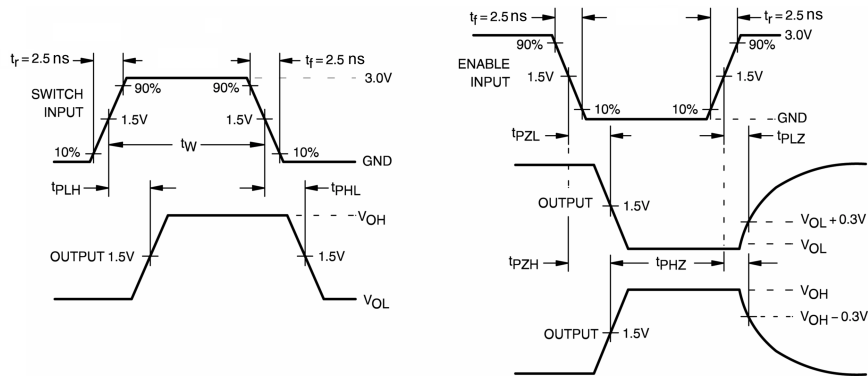 tr = 2.5 ns
tf = 2.5 ns
SWITCH
INPUT
90%
90%
3.0V
1.5V
1.5V
10%
tW
10%
GND
tPLH
tPHL
VOH
OUTPUT
1.5V
1.5V
VOL
tf = 2.5 ns
tr = 2.5 ns
3.0V
90%
90%
ENABLE
INPUT
1.5V
1.5V
10%
10%
GND
tPZL
tPLZ
OUTPUT
1.5V
VOL + 0.3V
VOL
tPZH
tPHZ
VOH
VOH – 0.3V
OUTPUT
1.5V